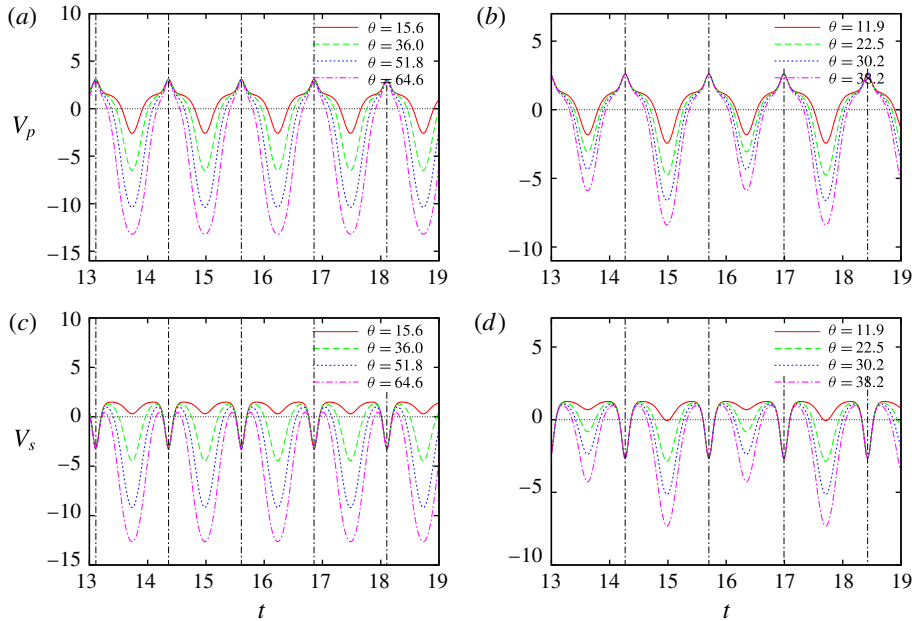 (a)
10
5
0
−5
−10
−15
V_p
θ = 15.6
θ = 36.0
θ = 51.8
θ = 64.6
13 14 15 16 17 18 19
(b)
5
0
−5
−10
θ = 11.9
θ = 22.5
θ = 30.2
θ = 38.2
13 14 15 16 17 18 19
(c)
10
5
0
−5
−10
−15
V_s
θ = 15.6
θ = 36.0
θ = 51.8
θ = 64.6
13 14 15 16 17 18 19
t
(d)
5
0
−5
−10
θ = 11.9
θ = 22.5
θ = 30.2
θ = 38.2
13 14 15 16 17 18 19
t